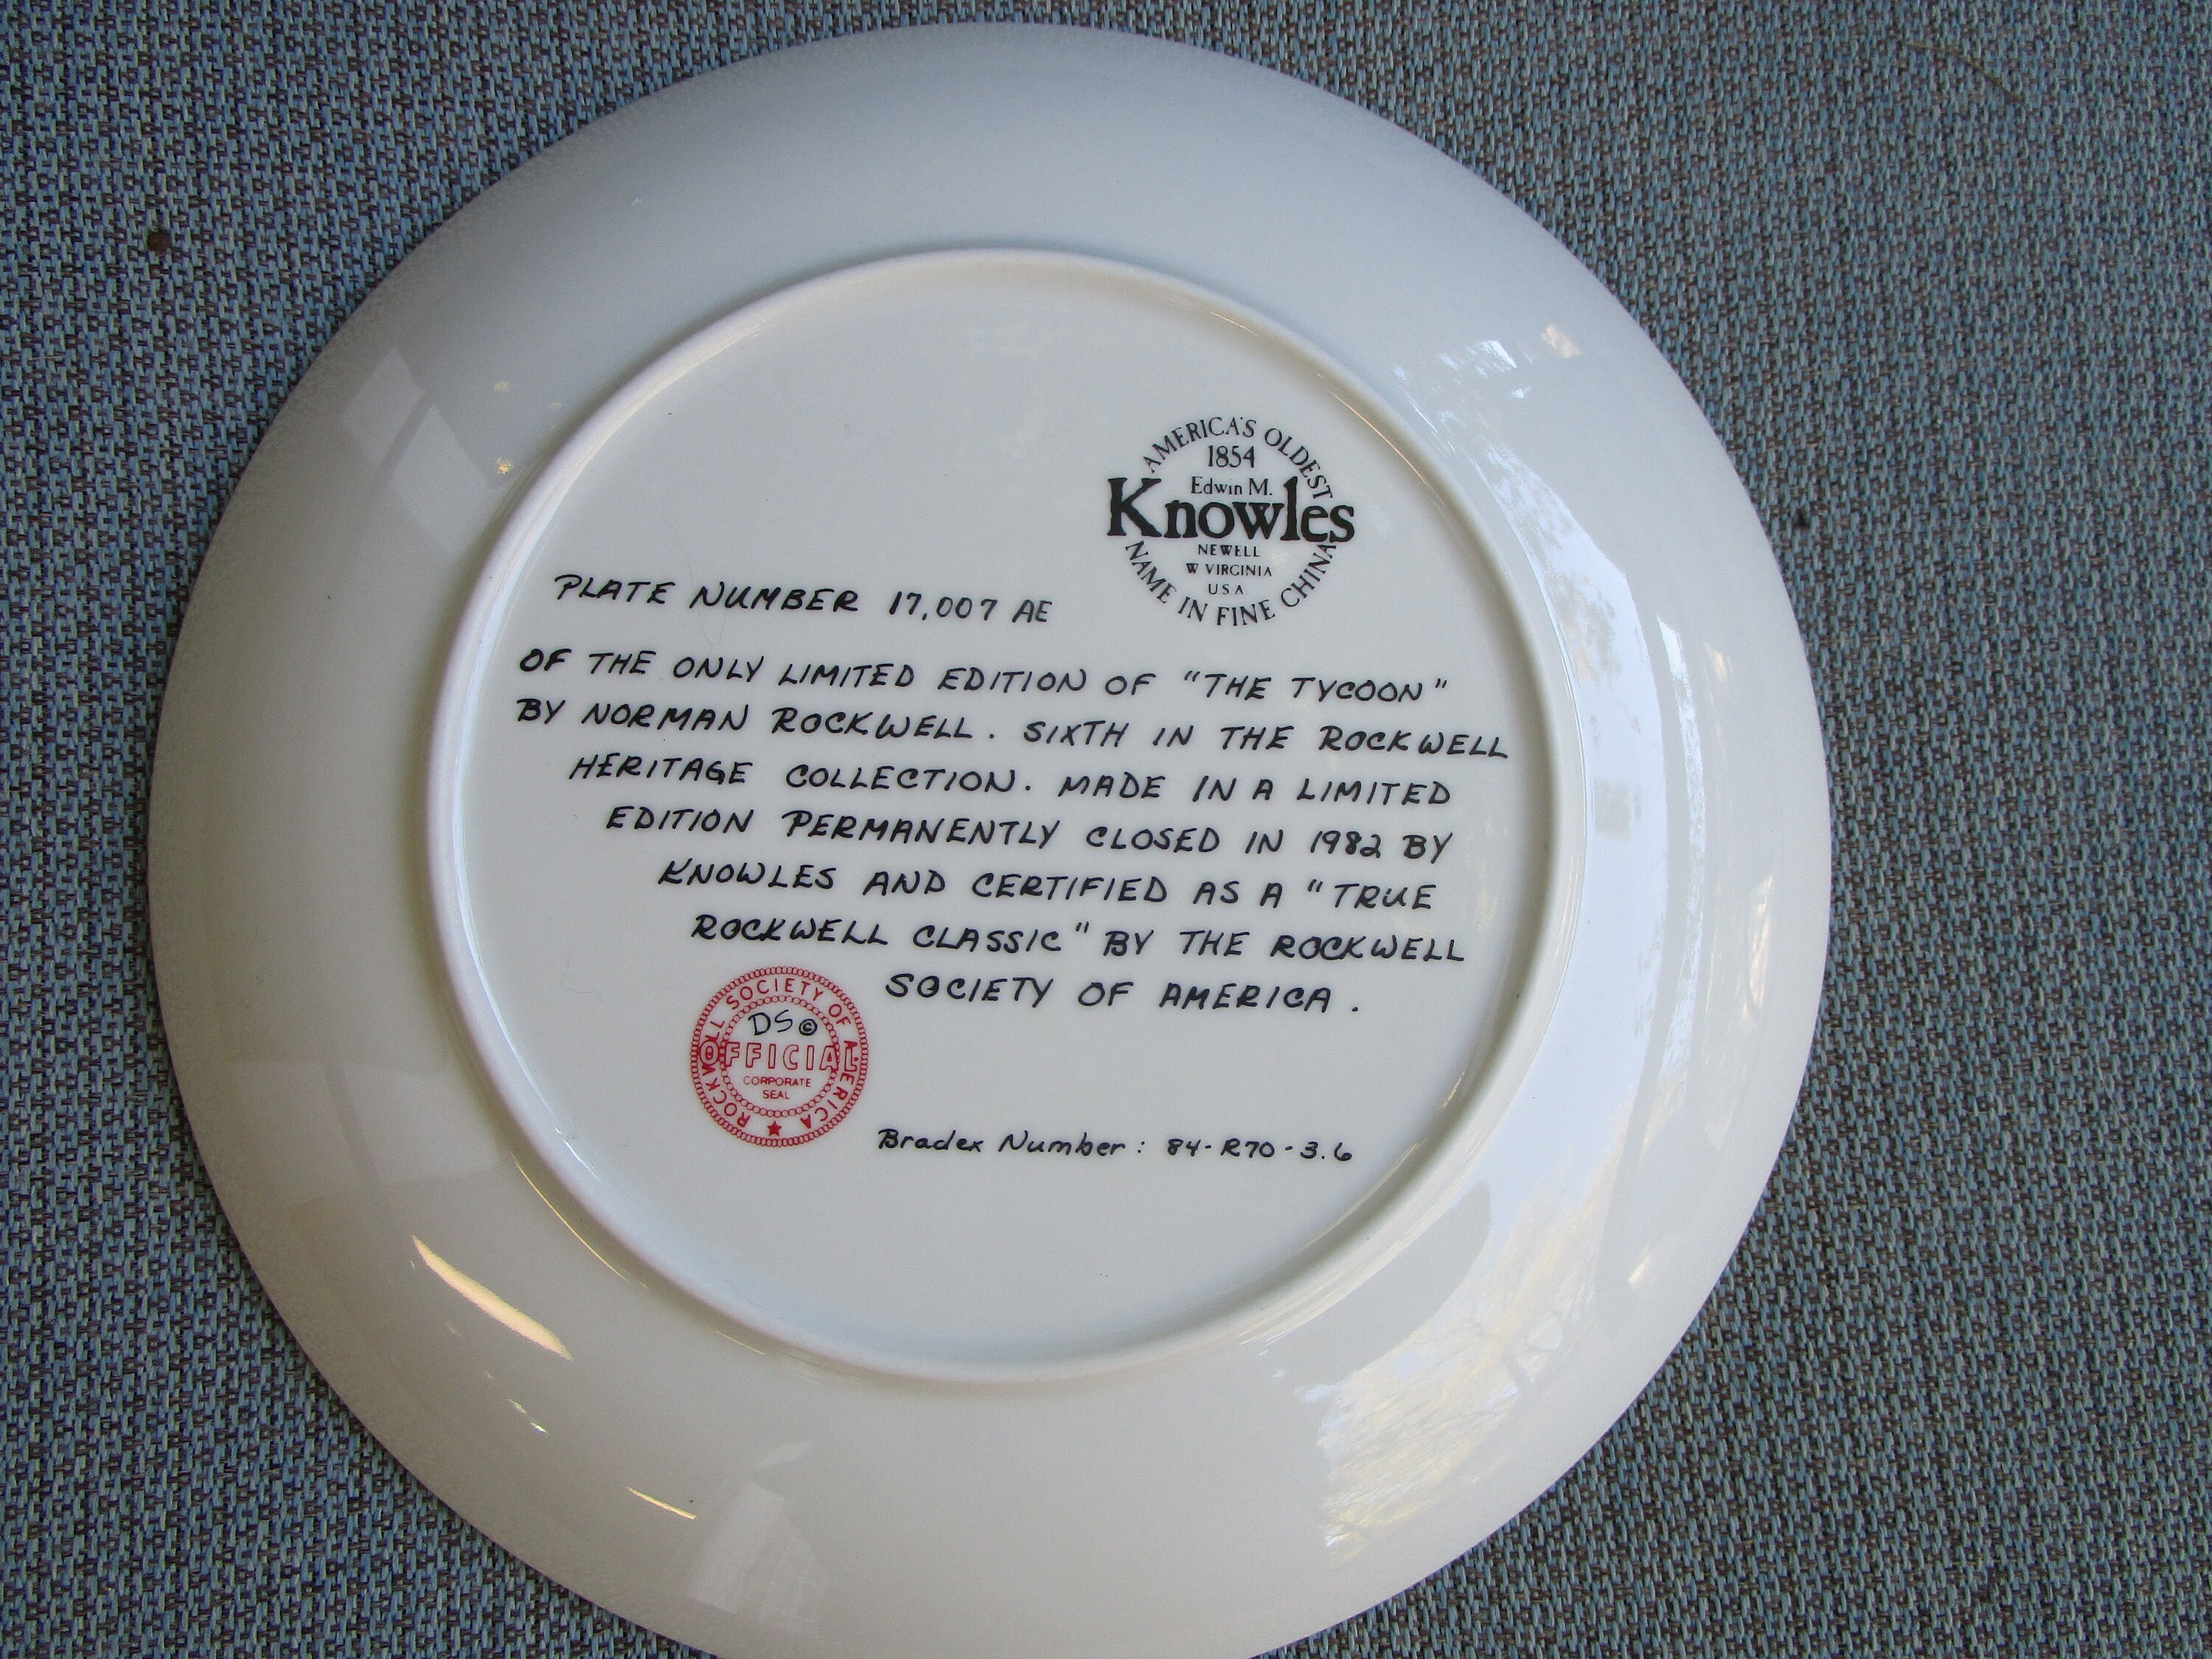 AMERICA'S OLDEST
1854
Edwin M.
Knowles
NEWELL
W VIRGINIA
USA
NAME IN FINE CHINA
PLATE NUMBER 17,007 AE
OF THE ONLY LIMITED EDITION OF "THE TYCOON"
BY NORMAN ROCKWELL. SIXTH IN THE ROCKWELL
HERITAGE COLLECTION. MADE IN A LIMITED
EDITION PERMANENTLY CLOSED IN 1982 BY
KNOWLES AND CERTIFIED AS A "TRUE
ROCKWELL CLASSIC" BY THE ROCKWELL
SOCIETY OF AMERICA.
ROCKWELL SOCIETY OF AMERICA
DS©
OFFICIAL
CORPORATE
SEAL
Bradex Number: 84-R70-3.6